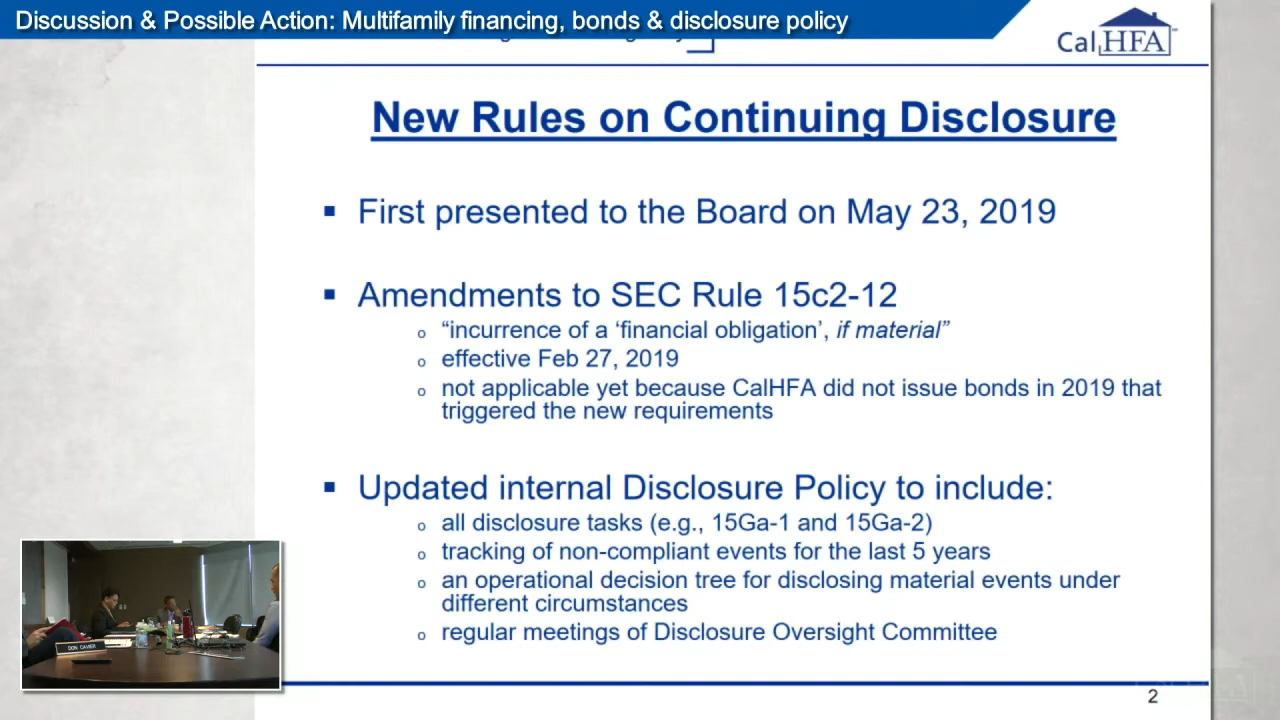 Discussion & Possible Action: Multifamily financing, bonds & disclosure policy
CalHFA
New Rules on Continuing Disclosure
▪ First presented to the Board on May 23, 2019
▪ Amendments to SEC Rule 15c2-12
o “incurrence of a ‘financial obligation’, if material”
o effective Feb 27, 2019
o not applicable yet because CalHFA did not issue bonds in 2019 that
triggered the new requirements
▪ Updated internal Disclosure Policy to include:
o all disclosure tasks (e.g., 15Ga-1 and 15Ga-2)
o tracking of non-compliant events for the last 5 years
o an operational decision tree for disclosing material events under
different circumstances
o regular meetings of Disclosure Oversight Committee
2